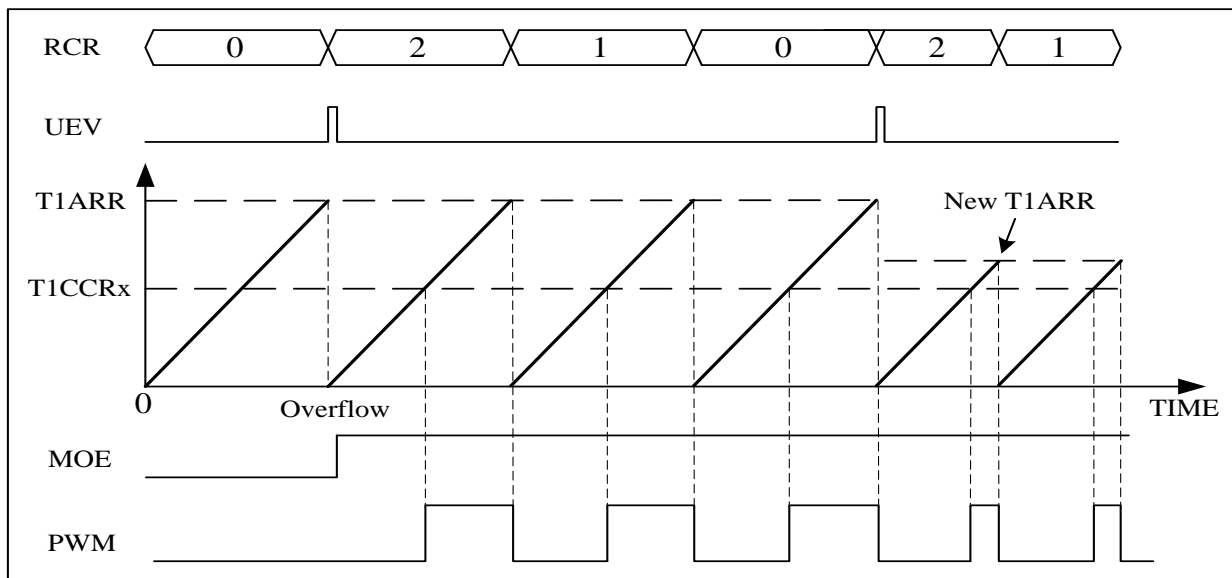 RCR 0 2 1 0 2 1
UEV
T1ARR
New T1ARR
T1CCRx
0 Overflow TIME
MOE
PWM